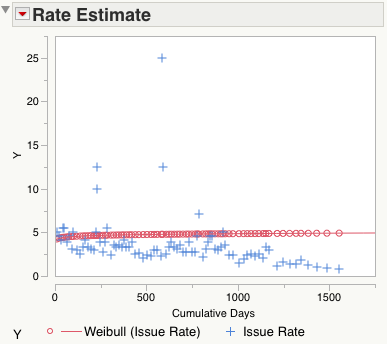 Rate Estimate
25
20
15
10
5
0
Y
0
500
1000
1500
Cumulative Days
Y
Weibull (Issue Rate)
Issue Rate